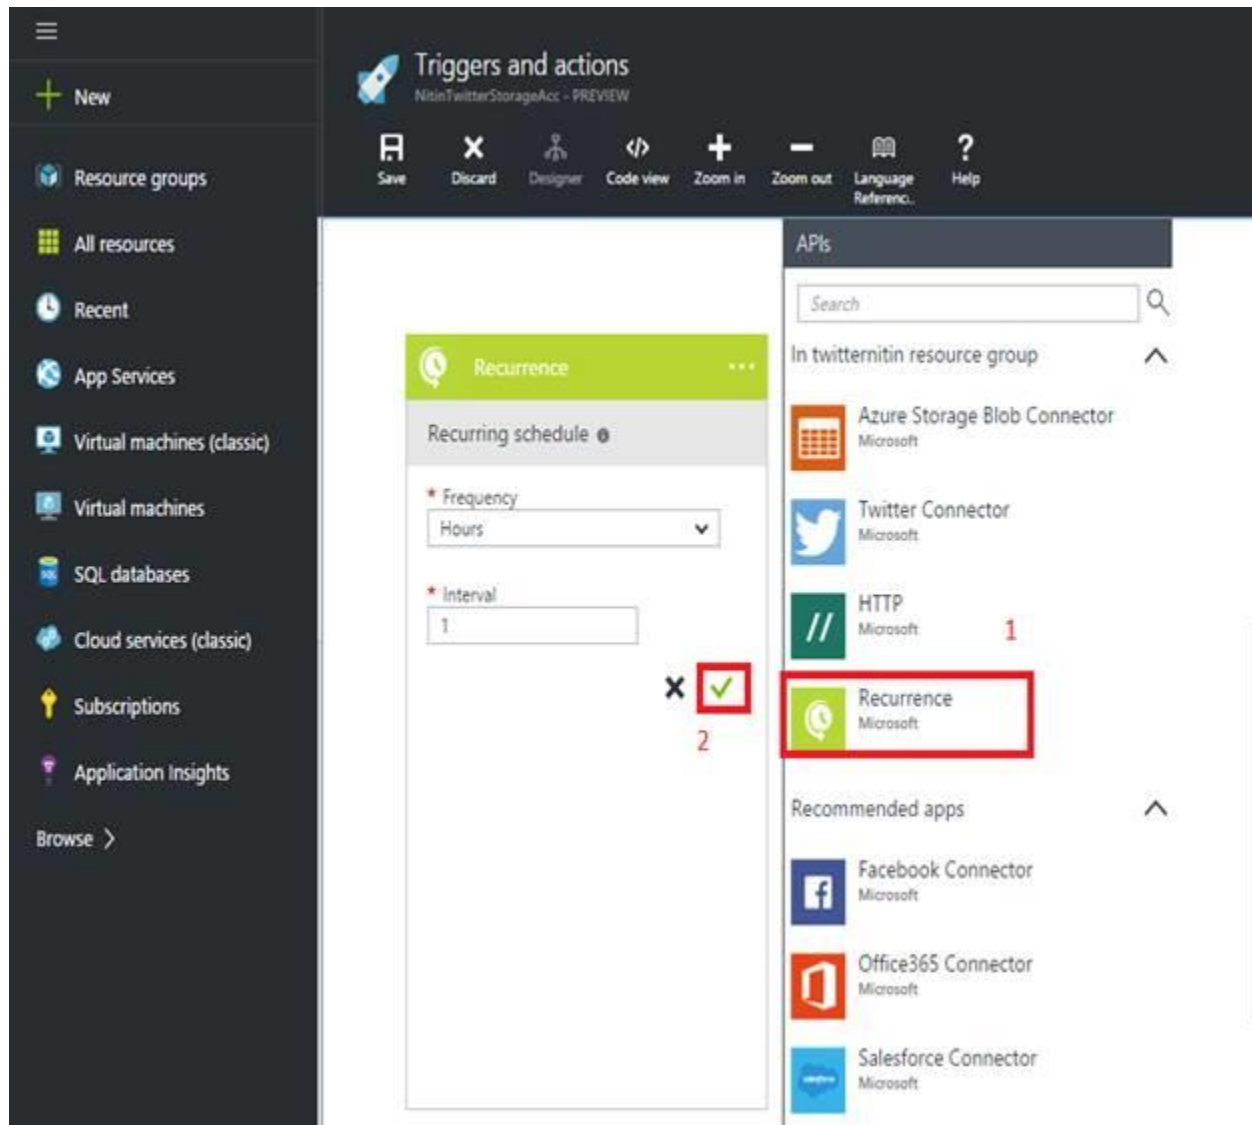 Triggers and actions
NitinTwitterStorageAcc - PREVIEW
Save
Discard
Designer
Code view
Zoom in
Zoom out
Language
Referenc..
Help
New
Resource groups
All resources
Recent
App Services
Virtual machines (classic)
Virtual machines
SQL databases
Cloud services (classic)
Subscriptions
Application Insights
Browse
Recurrence
Recurring schedule
* Frequency
Hours
* Interval
1
2
APIs
Search
In twitternitin resource group
Azure Storage Blob Connector
Microsoft
Twitter Connector
Microsoft
HTTP
Microsoft
1
Recurrence
Microsoft
Recommended apps
Facebook Connector
Microsoft
Office365 Connector
Microsoft
Salesforce Connector
Microsoft